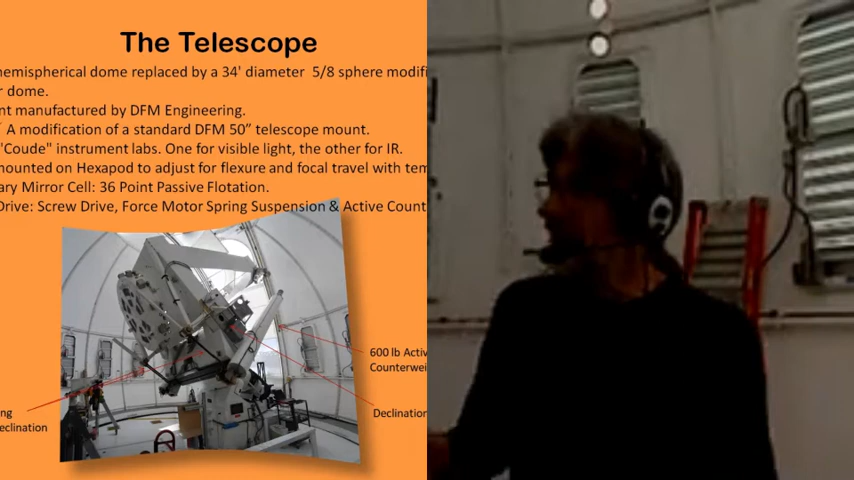 The Telescope
hemispherical dome replaced by a 34' diameter 5/8 sphere modifi
r dome.
nt manufactured by DFM Engineering.
A modification of a standard DFM 50” telescope mount.
"Coude" instrument labs. One for visible light, the other for IR.
mounted on Hexapod to adjust for flexure and focal travel with tem
ary Mirror Cell: 36 Point Passive Flotation.
Drive: Screw Drive, Force Motor Spring Suspension & Active Count
600 lb Activ
Counterwei
ng
eclination
Declination